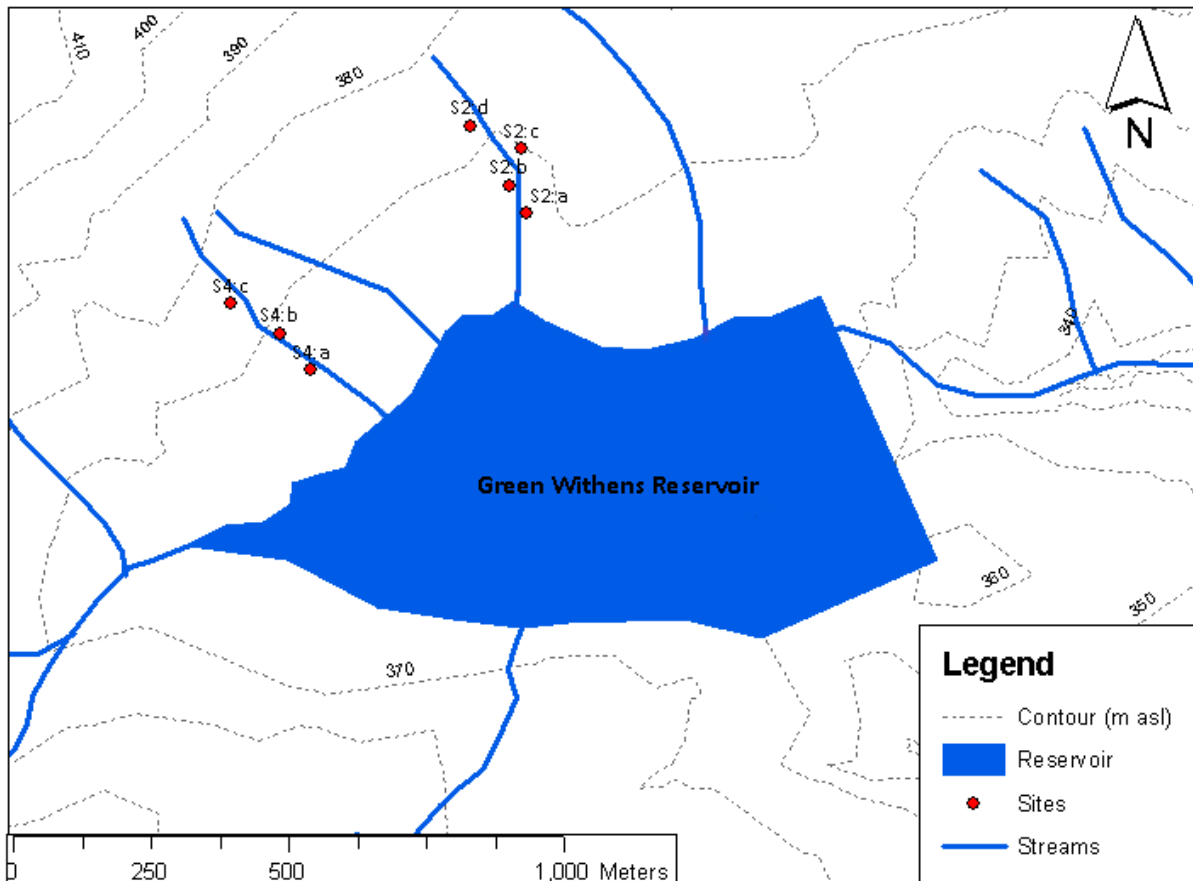 410
400
390
380
S2:d
S2:c
S2:b
S2:a
N
S4:c
S4:b
S4:a
340
Green Withens Reservoir
360
350
370
Legend
Contour (m asl)
Reservoir
Sites
Streams
0 250 500 1,000 Meters